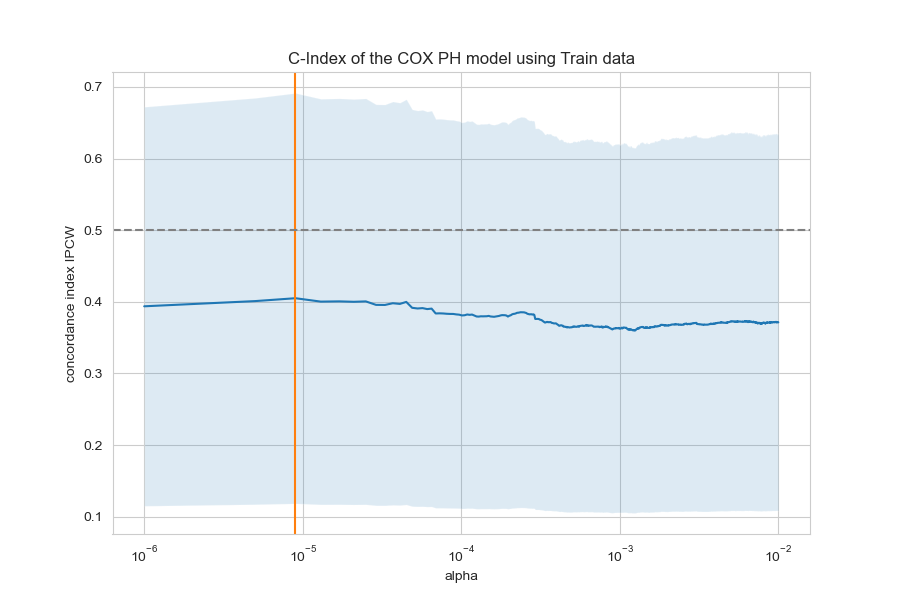 C-Index of the COX PH model using Train data
0.7
0.6
0.5
0.4
0.3
0.2
0.1
concordance index IPCW
10⁻⁶ 10⁻⁵ 10⁻⁴ 10⁻³ 10⁻²
alpha